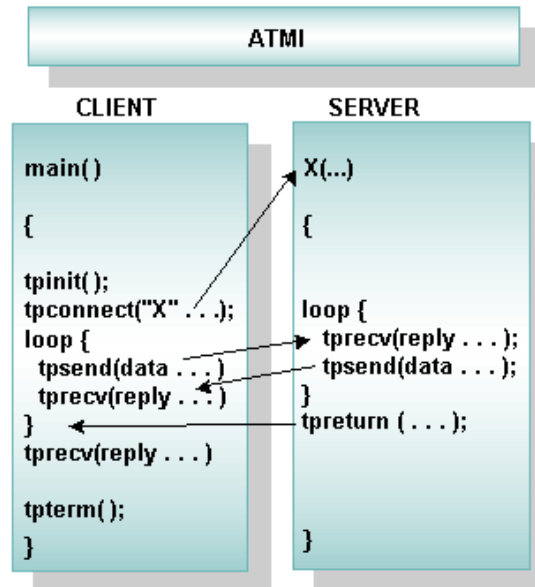 ATMI
CLIENT
main( )
{
tpinit( );
tpconnect("X" . . .);
loop {
tpsend(data . . .)
tprecv(reply . . .)
}
tprecv(reply . . .)
tpterm( );
}
SERVER
X(...)
{
loop {
tprecv(reply . . .);
tpsend(data . . .);
}
tpreturn ( . . . );
}